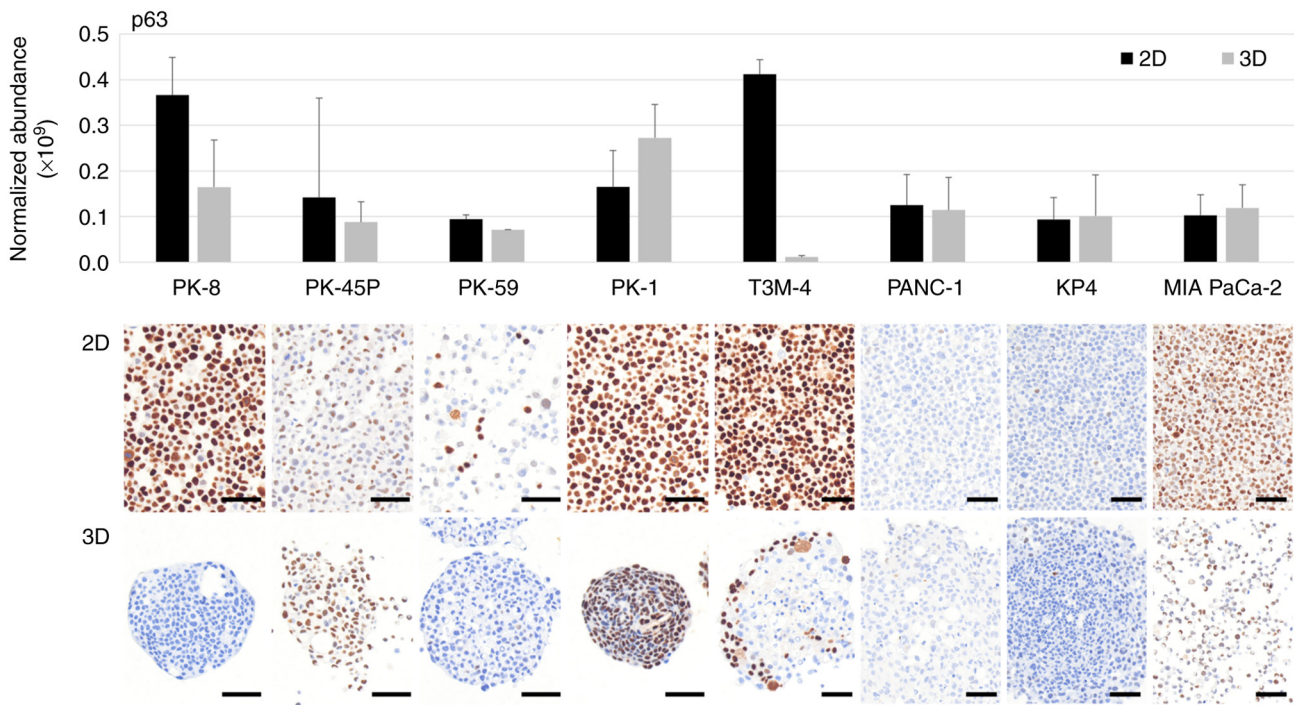 p63
Normalized abundance
(×10⁹)
0.5
0.4
0.3
0.2
0.1
0.0
2D 3D
PK-8 PK-45P PK-59 PK-1 T3M-4 PANC-1 KP4 MIA PaCa-2
2D
3D